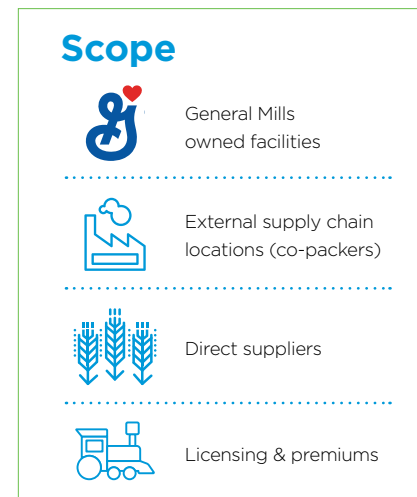 Scope
General Mills
owned facilities
External supply chain
locations (co-packers)
Direct suppliers
Licensing & premiums